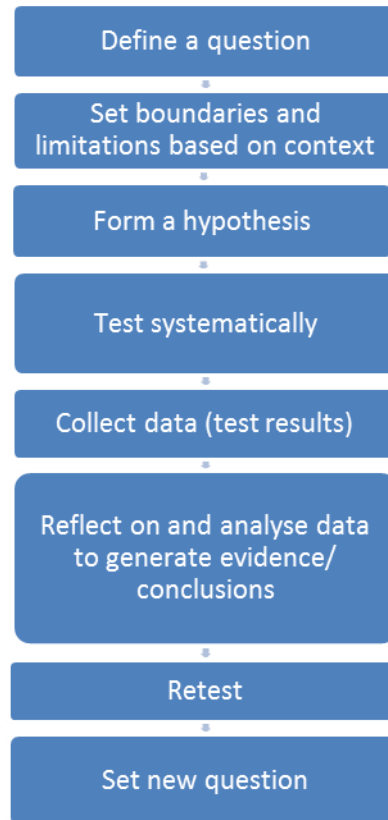 Define a question
Set boundaries and
limitations based on context
Form a hypothesis
Test systematically
Collect data (test results)
Reflect on and analyse data
to generate evidence/
conclusions
Retest
Set new question